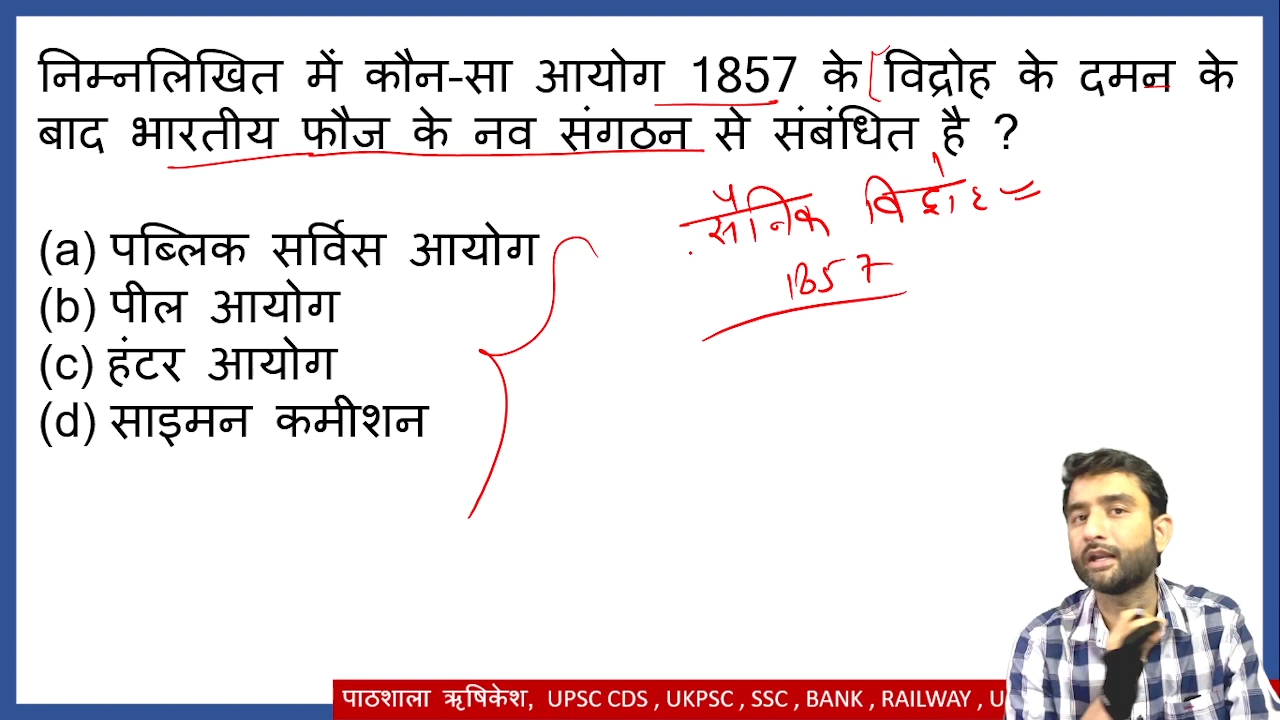 निम्नलिखित में कौन-सा आयोग 1857 के विद्रोह के दमन के
बाद भारतीय फौज के नव संगठन से संबंधित है ?
सैनिक विद्रोह
1857
(a) पब्लिक सर्विस आयोग
(b) पील आयोग
(c) हंटर आयोग
(d) साइमन कमीशन
पाठशाला ऋषिकेश, UPSC CDS , UKPSC , SSC , BANK , RAILWAY , U